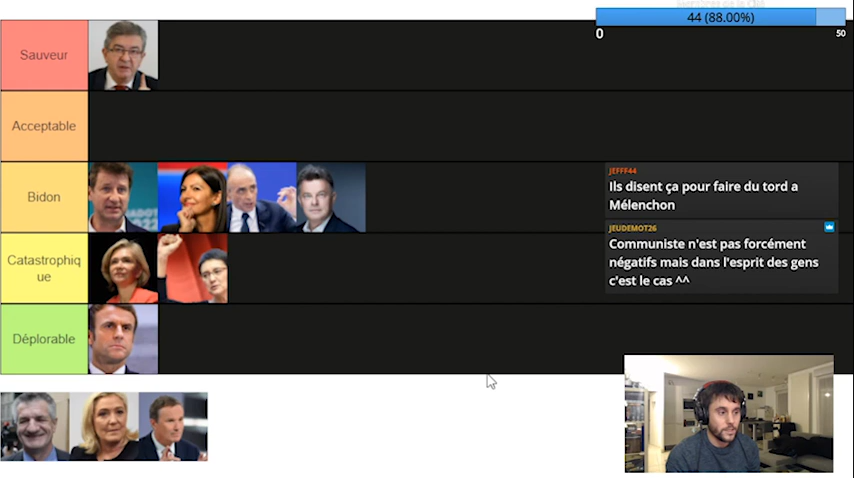 44 (88.00%)
0
50
Sauveur
Acceptable
JEFFF44
Ils disent ça pour faire du tord a
Mélenchon
Bidon
JEUDEMOT26
Communiste n'est pas forcément
négatifs mais dans l'esprit des gens
c'est le cas ^^
Catastrophiq
ue
Déplorable